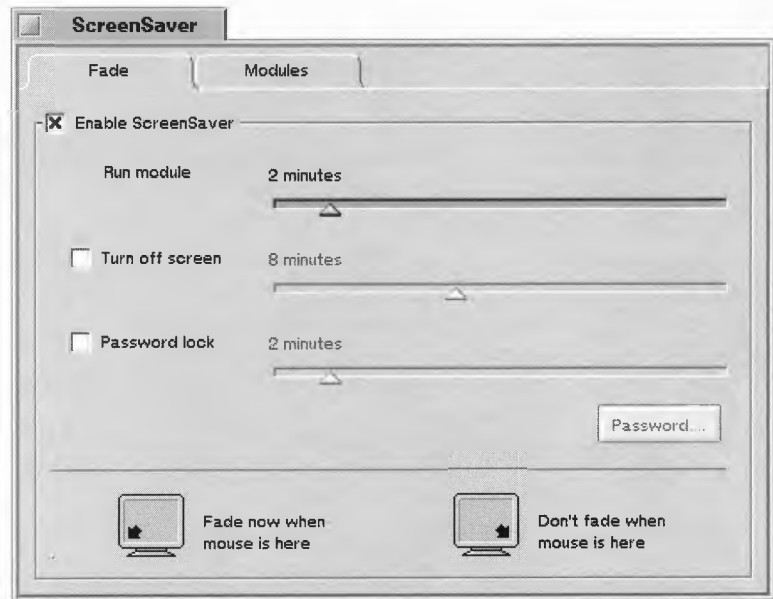 ScreenSaver
Fade
Modules
Enable ScreenSaver
Run module
2 minutes
Turn off screen
8 minutes
Password lock
2 minutes
Password...
Fade now when
mouse is here
Don't fade when
mouse is here